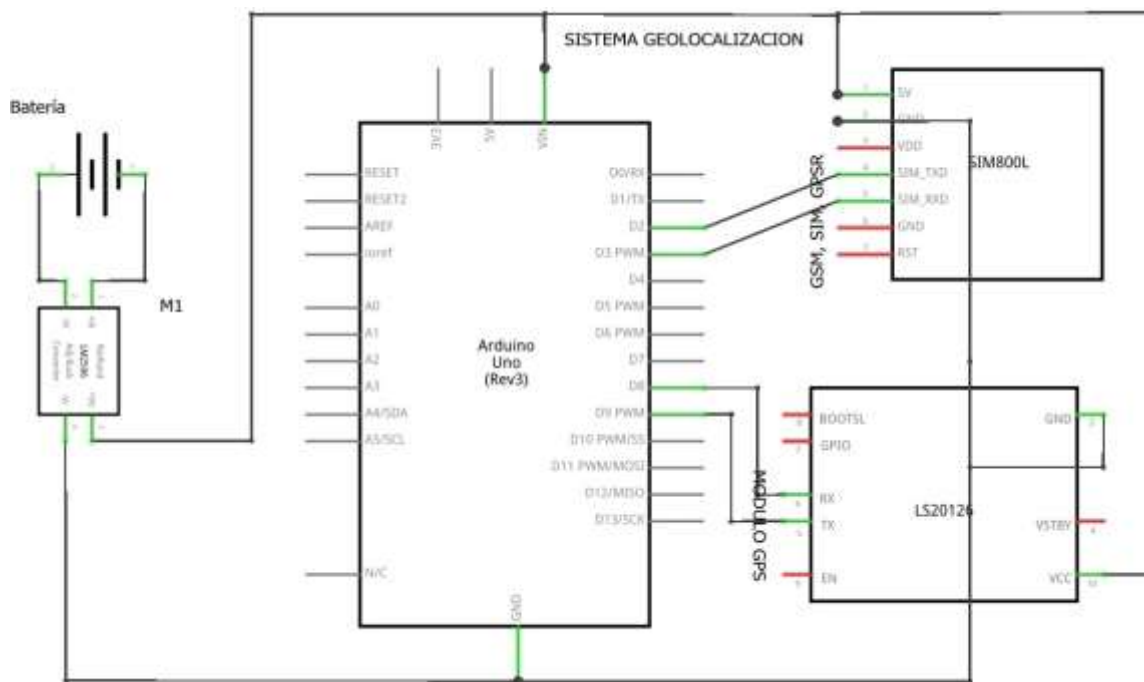 SISTEMA GEOLOCALIZACION
Batería
M1
LM2596
3V3
5V
VIN
RESET
RESET2
AREF
ioref
A0
A1
A2
A3
A4/SDA
A5/SCL
N/C
Arduino
Uno
(Rev3)
D0/RX
D1/TX
D2
D3 PWM
D4
D5 PWM
D6 PWM
D7
D8
D9 PWM
D10 PWM/SS
D11 PWM/MOSI
D12/MISO
D13/SCK
GND
GSM, SIM, GPSR
5V
GND
VDD
SIM_TXD
SIM_RXD
GND
RST
SIM800L
MODULO GPS
BOOTSL
GPIO
RX
TX
EN
LS20126
GND
VSTBY
VCC